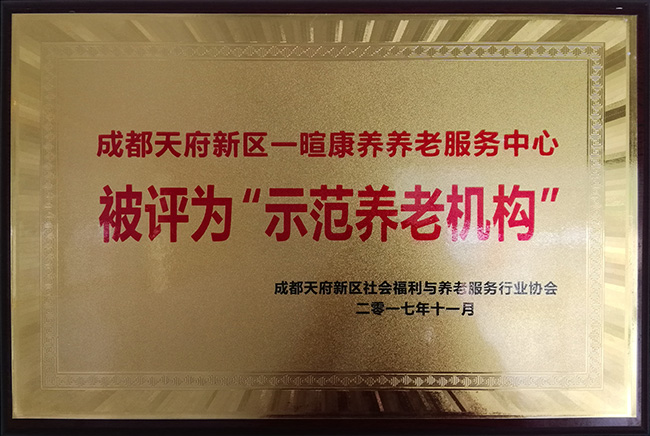 成都天府新区一暄康养养老服务中心
被评为“示范养老机构”
成都天府新区社会福利与养老服务行业协会
二零一七年十一月